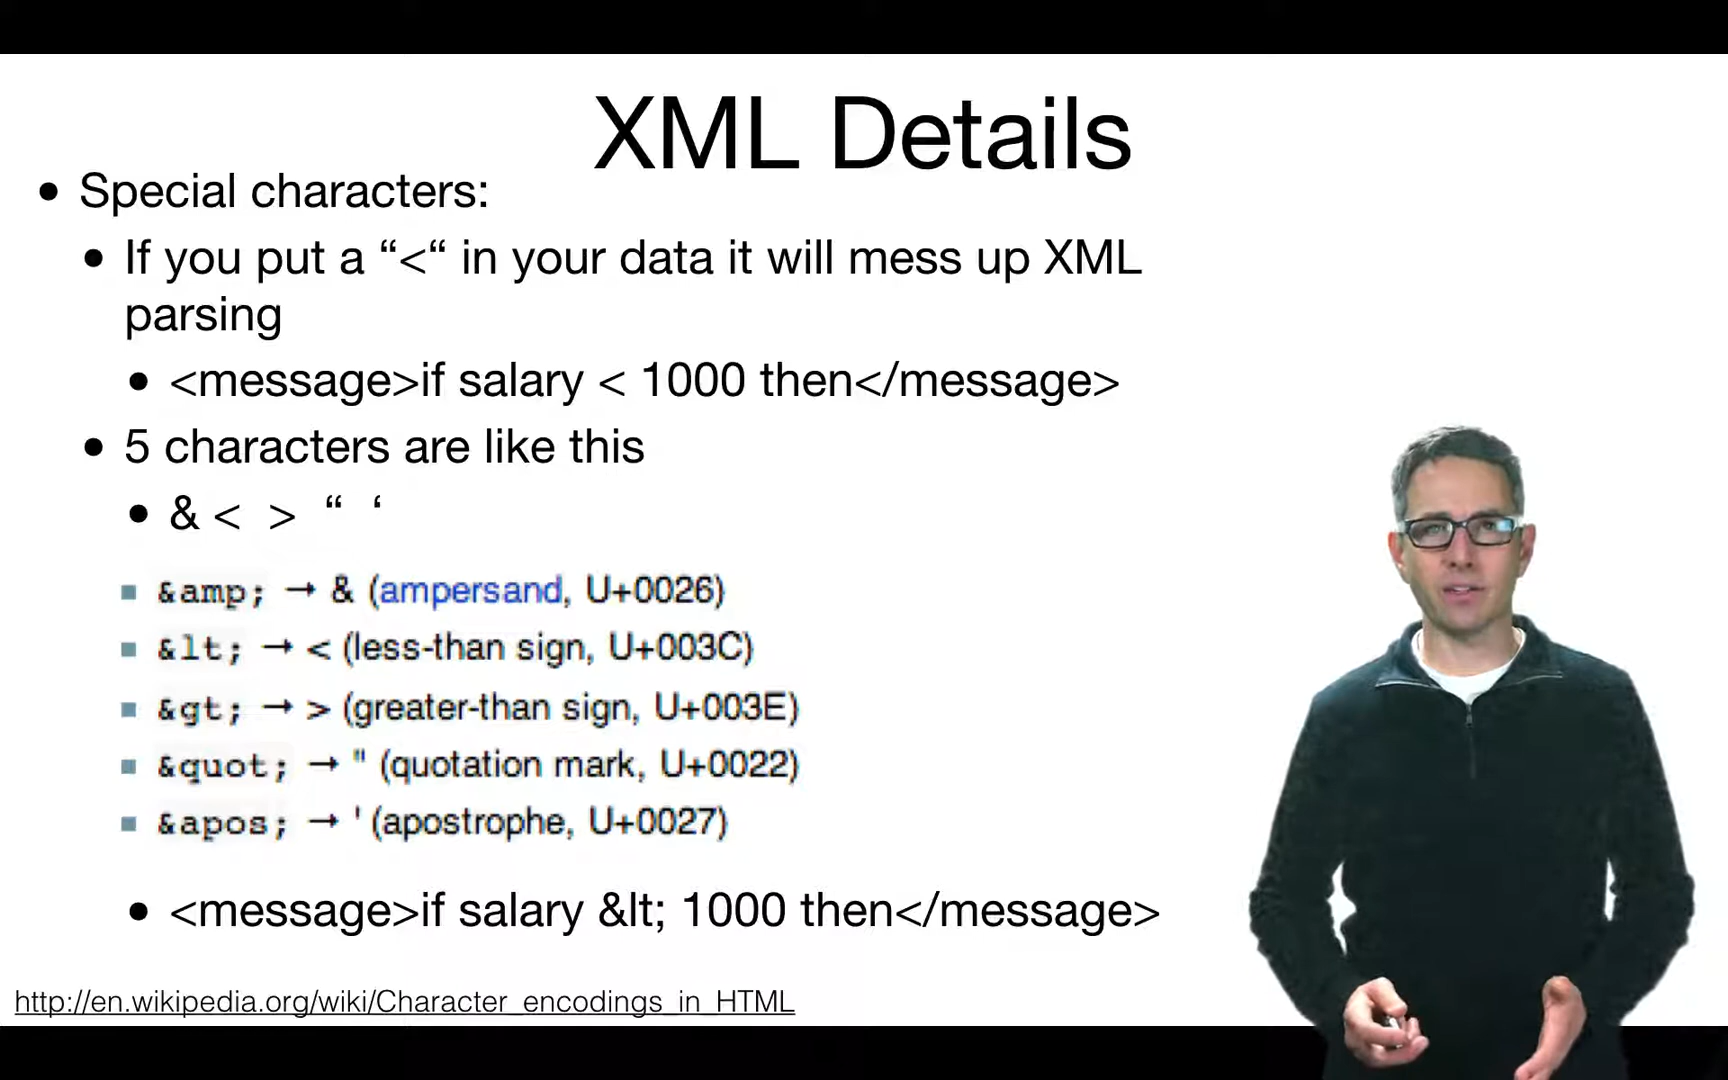 XML Details
• Special characters:
• If you put a “<“ in your data it will mess up XML
parsing
• <message>if salary < 1000 then</message>
• 5 characters are like this
• & < > “ ‘
▪ &amp; → & (ampersand, U+0026)
▪ &lt; → < (less-than sign, U+003C)
▪ &gt; → > (greater-than sign, U+003E)
▪ &quot; → " (quotation mark, U+0022)
▪ &apos; → ' (apostrophe, U+0027)
• <message>if salary &lt; 1000 then</message>
http://en.wikipedia.org/wiki/Character_encodings_in_HTML